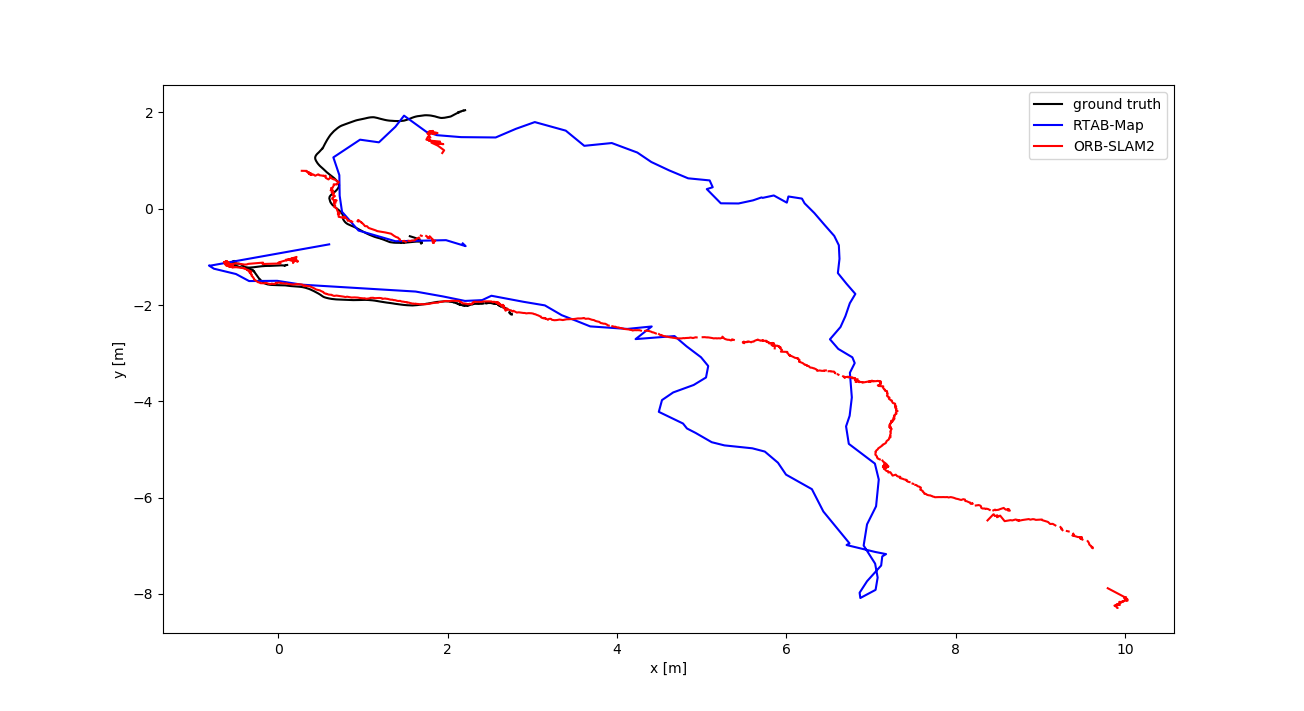 ground truth
RTAB-Map
ORB-SLAM2
2
0
−2
−4
−6
−8
y [m]
0
2
4
6
8
10
x [m]